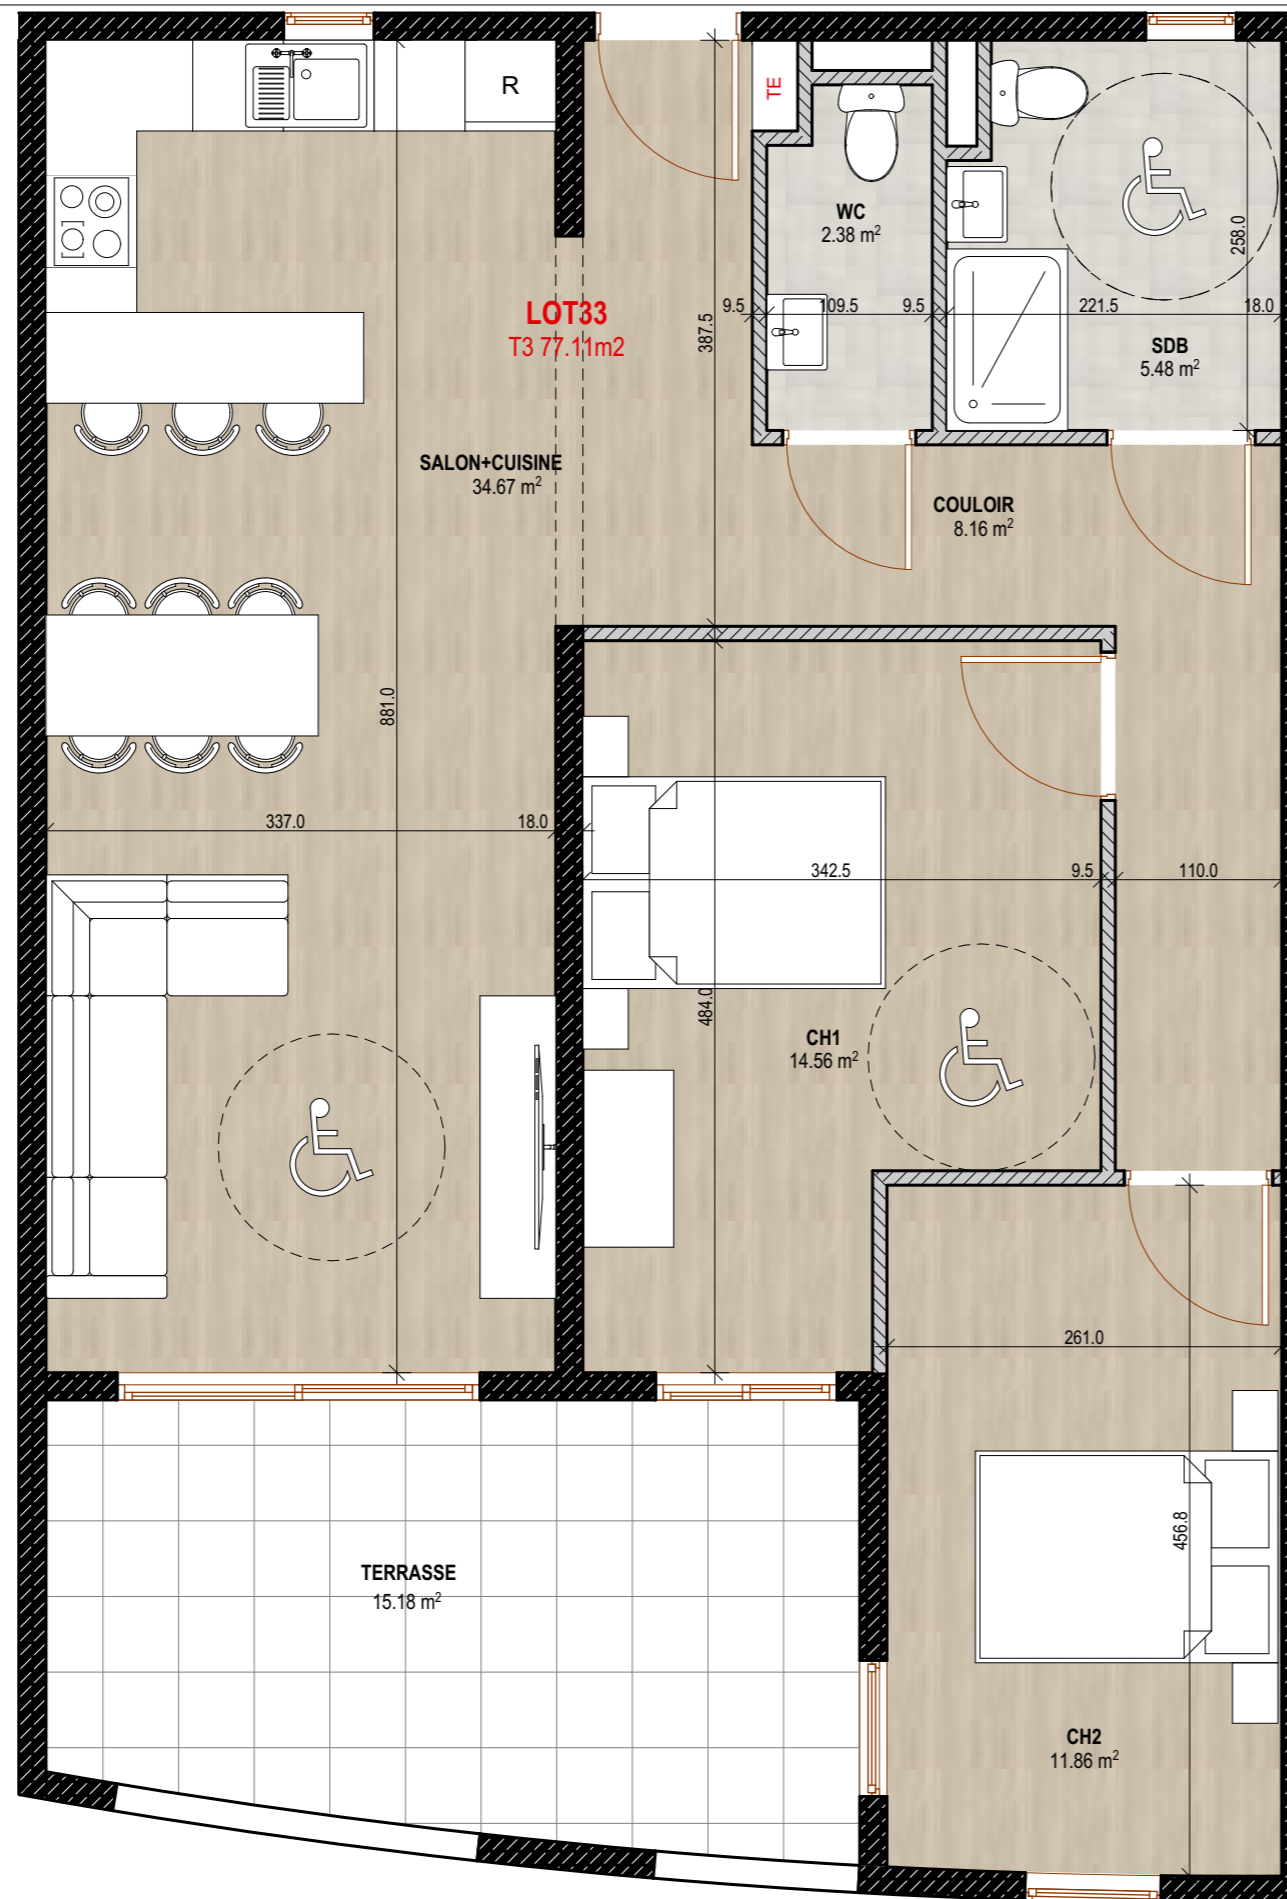 R
TE
WC
2.38 m²
258.0
LOT33
T3 77.11m2
387.5
9.5
109.5
9.5
221.5
18.0
SDB
5.48 m²
SALON+CUISINE
34.67 m²
COULOIR
8.16 m²
881.0
337.0
18.0
342.5
9.5
110.0
484.0
CH1
14.56 m²
261.0
456.8
TERRASSE
15.18 m²
CH2
11.86 m²